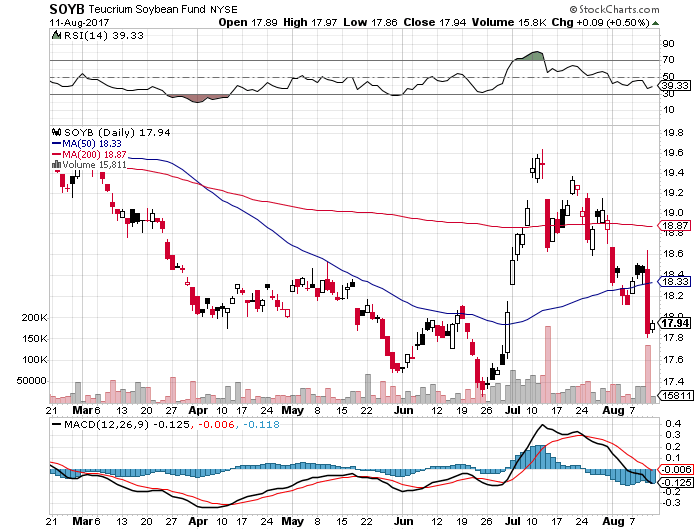 SOYB Teucrium Soybean Fund NYSE © StockCharts.com
11-Aug-2017 Open 17.89 High 17.97 Low 17.86 Close 17.94 Volume 15.8K Chg +0.09 (+0.50%)
RSI(14) 39.33
90
70
50
39.33
30
10
SOYB (Daily) 17.94
MA(50) 18.33
MA(200) 18.87
Volume 15,811
19.8
19.6
19.4
19.2
19.0
18.87
18.8
18.6
18.4
18.33
18.2
18.0
17.94
17.8
17.6
17.4
200K
150K
100K
50000
15811
21 Mar 6 13 20 27 Apr 10 17 24 May 8 15 22 Jun 12 19 26 Jul 10 17 24 Aug 7
MACD(12,26,9) -0.125, -0.006, -0.118
0.4
0.3
0.2
0.1
-0.006
-0.125
-0.2
-0.3
21 Mar 6 13 20 27 Apr 10 17 24 May 8 15 22 Jun 12 19 26 Jul 10 17 24 Aug 7